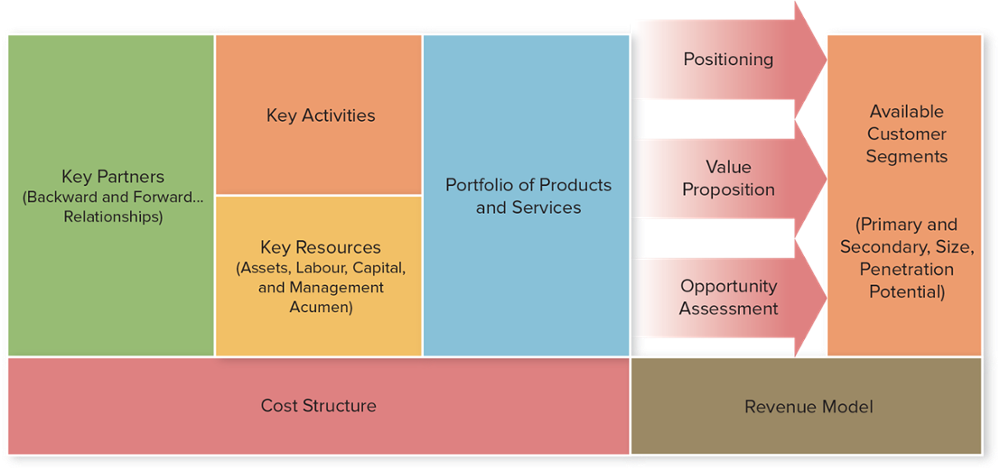 Key Partners
(Backward and Forward...
Relationships)
Key Activities
Key Resources
(Assets, Labour, Capital,
and Management
Acumen)
Portfolio of Products
and Services
Positioning
Value
Proposition
Opportunity
Assessment
Available
Customer
Segments
(Primary and
Secondary, Size,
Penetration
Potential)
Cost Structure
Revenue Model